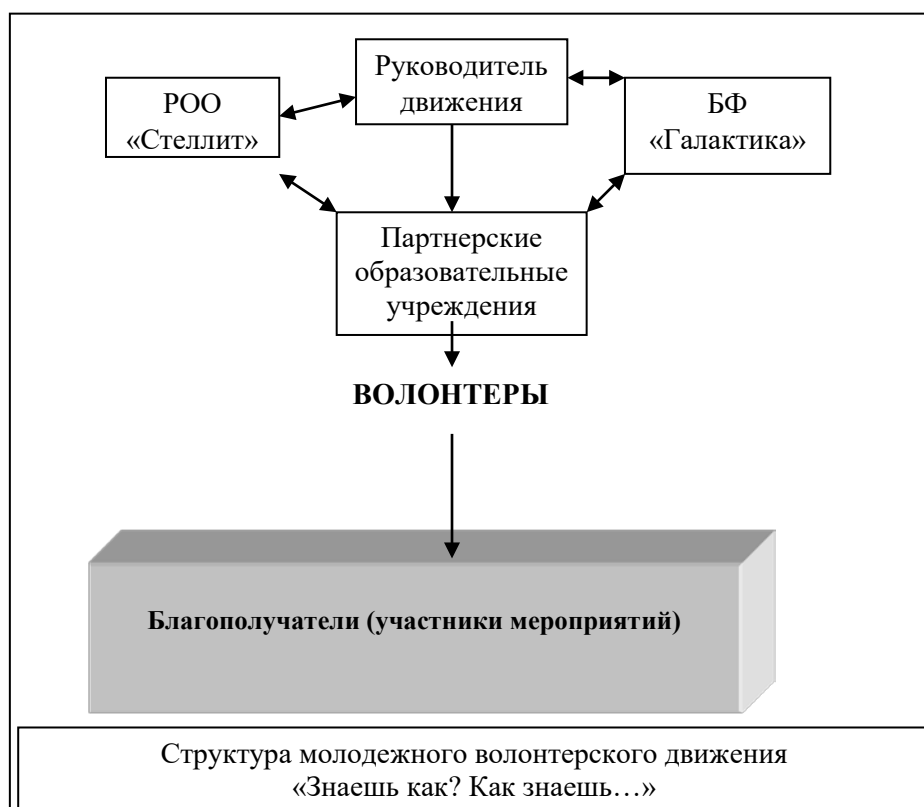 Руководитель
движения
РОО
«Стеллит»
БФ
«Галактика»
Партнерские
образовательные
учреждения
ВОЛОНТЕРЫ
Благополучатели (участники мероприятий)
Структура молодежного волонтерского движения
«Знаешь как? Как знаешь…»